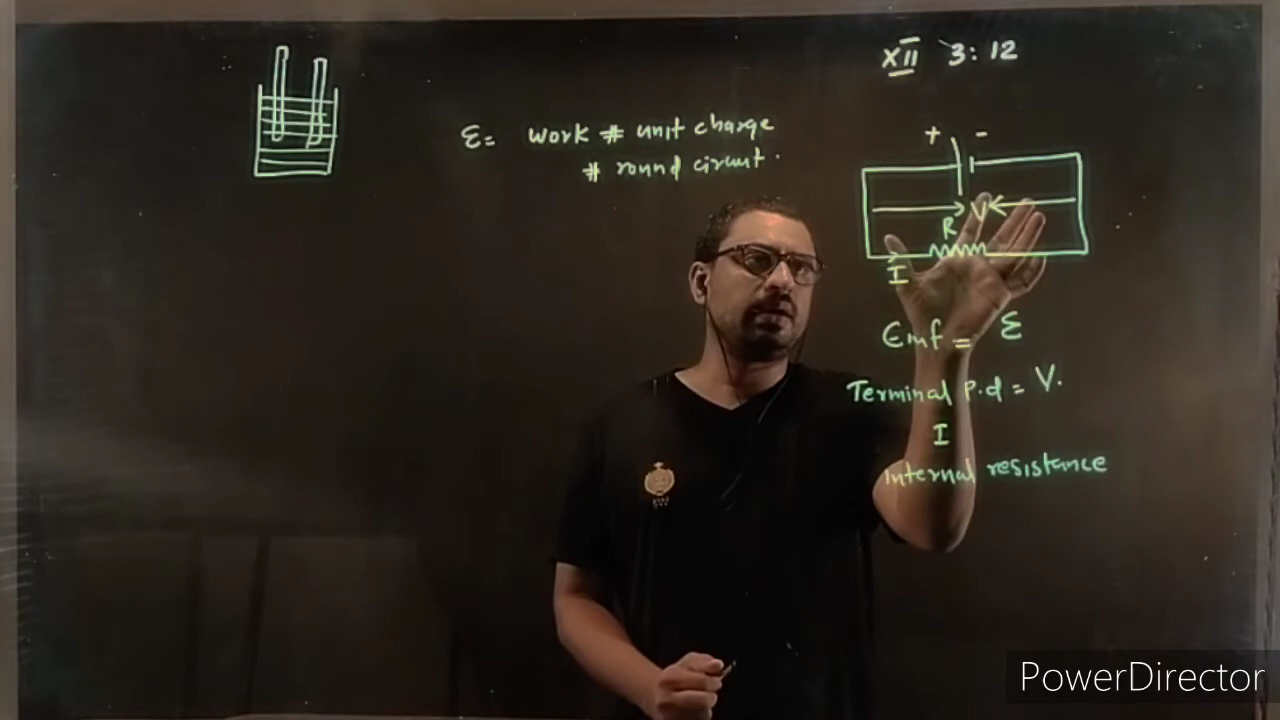 XII 3:12
ε= work # unit charge
# round circuit.
+ -
V
R
I
Emf = ε
Terminal P.d = V.
I
Internal resistance
PowerDirector